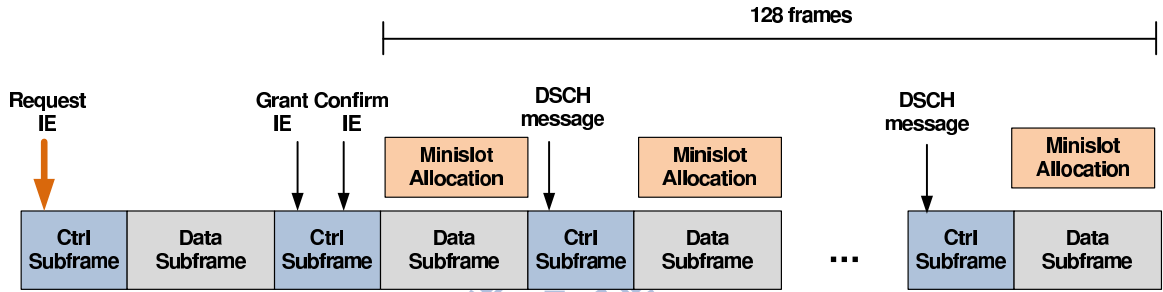 128 frames
Request
IE
Grant Confirm
IE IE
DSCH
message
DSCH
message
Minislot
Allocation
Minislot
Allocation
Minislot
Allocation
Ctrl
Subframe
Data
Subframe
Ctrl
Subframe
Data
Subframe
Ctrl
Subframe
Data
Subframe
...
Ctrl
Subframe
Data
Subframe